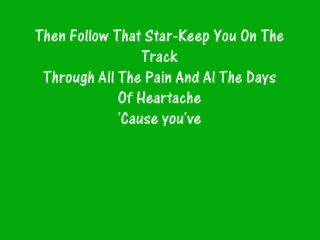 Then Follow That Star-Keep You On The
Track
Through All The Pain And Al The Days
Of Heartache
'Cause you've